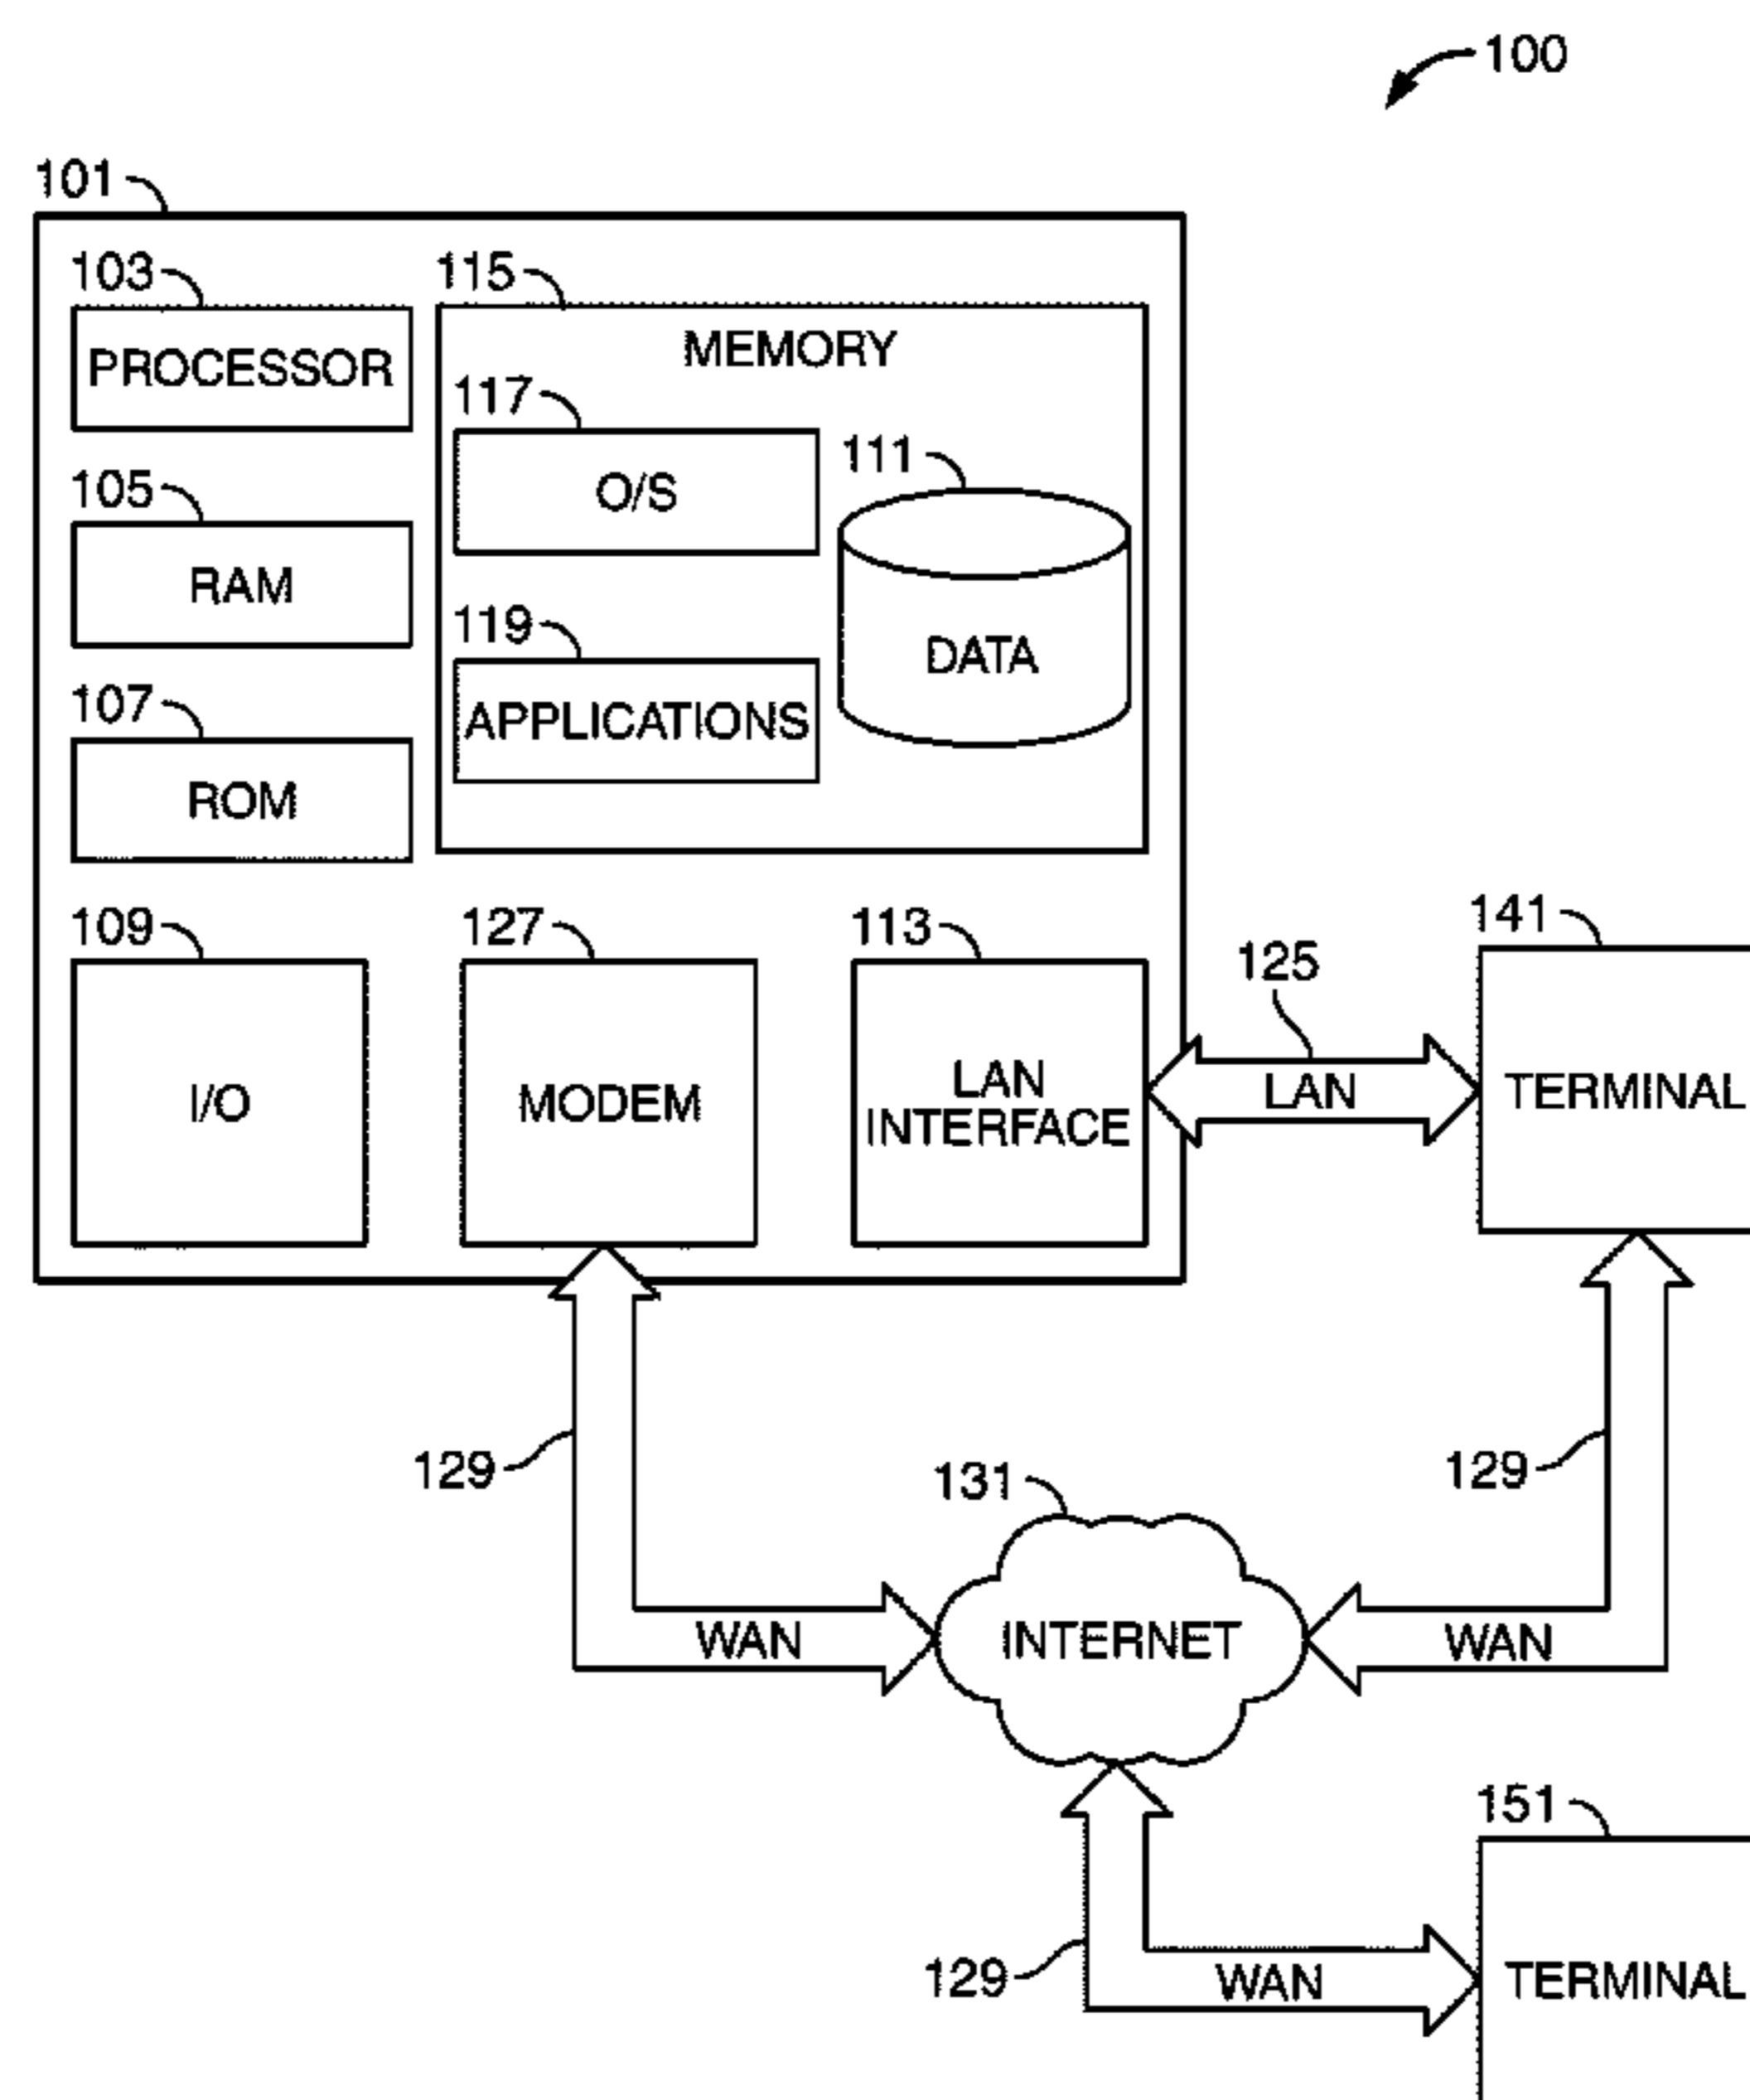 100
101
103
PROCESSOR
105
RAM
107
ROM
115
MEMORY
117
O/S
111
DATA
119
APPLICATIONS
109
I/O
127
MODEM
113
LAN
INTERFACE
125
LAN
141
TERMINAL
129
WAN
131
INTERNET
129
WAN
129
WAN
151
TERMINAL